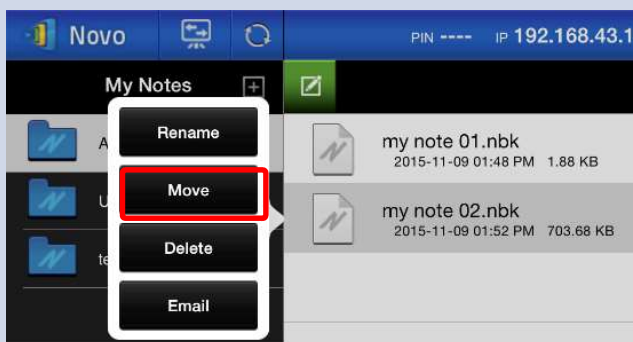 Novo
PIN ---- IP 192.168.43.1
My Notes
A
U
te
Rename
Move
Delete
Email
my note 01.nbk
2015-11-09 01:48 PM 1.88 KB
my note 02.nbk
2015-11-09 01:52 PM 703.68 KB